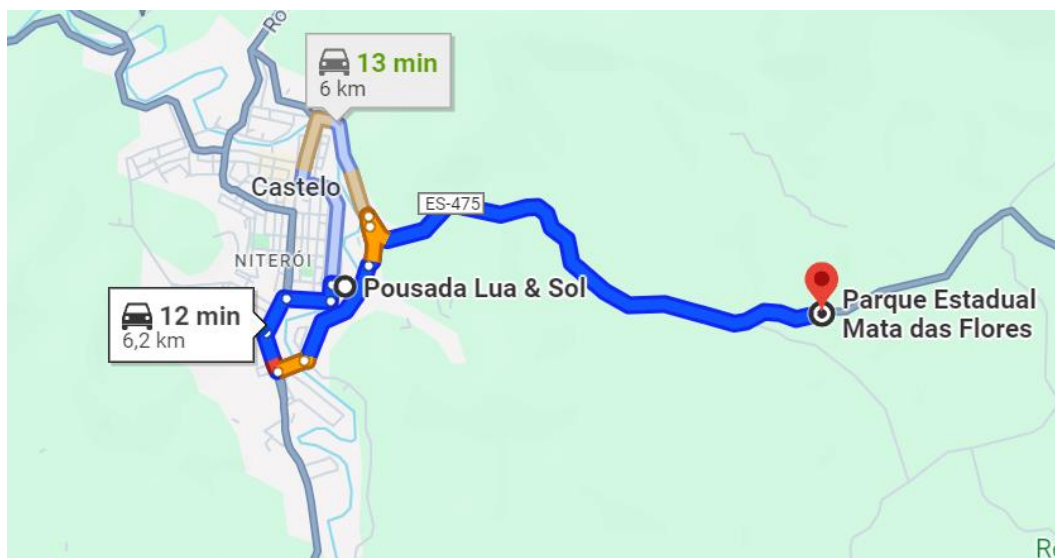 Ro
13 min
6 km
Castelo
ES-475
NITERÓI
Pousada Lua & Sol
12 min
6,2 km
Parque Estadual
Mata das Flores